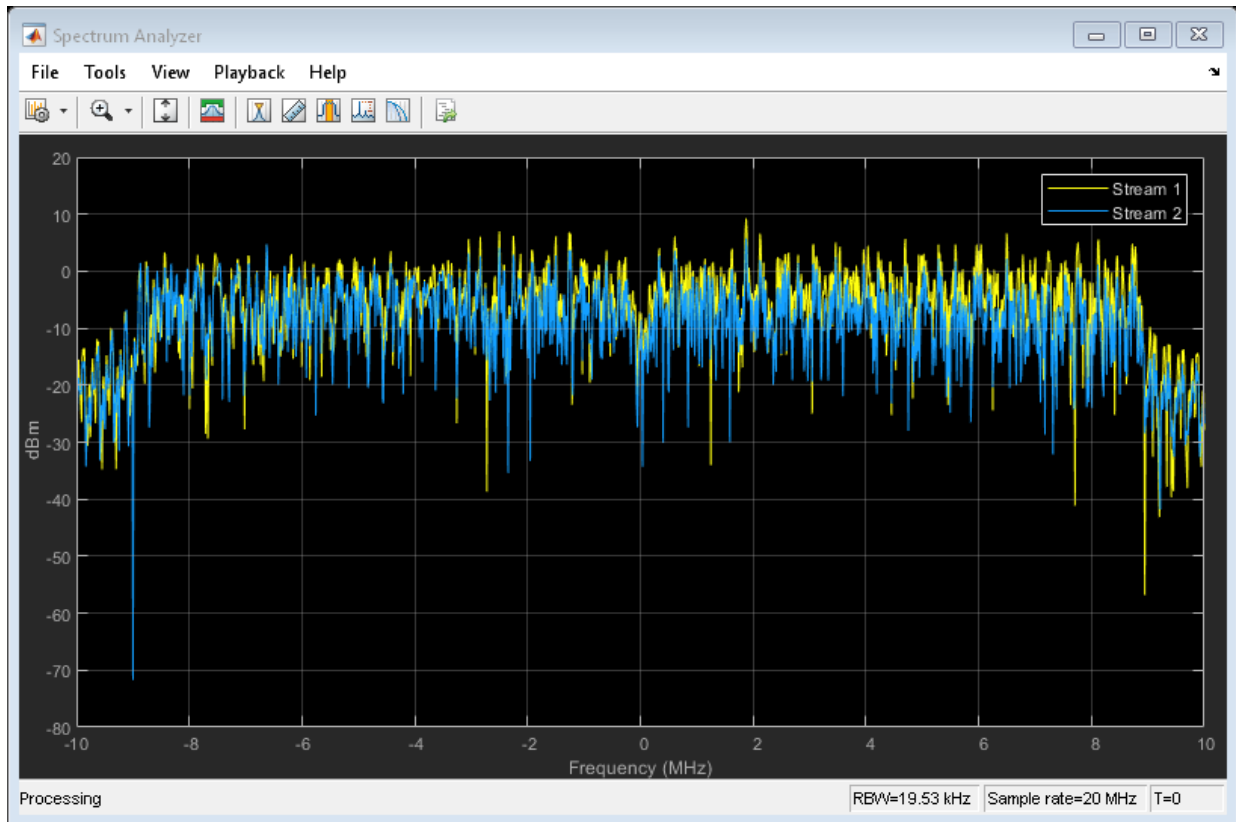 Spectrum Analyzer
File Tools View Playback Help
Stream 1
Stream 2
20
10
0
-10
-20
-30
-40
-50
-60
-70
-80
dBm
-10 -8 -6 -4 -2 0 2 4 6 8 10
Frequency (MHz)
Processing RBW=19.53 kHz Sample rate=20 MHz T=0